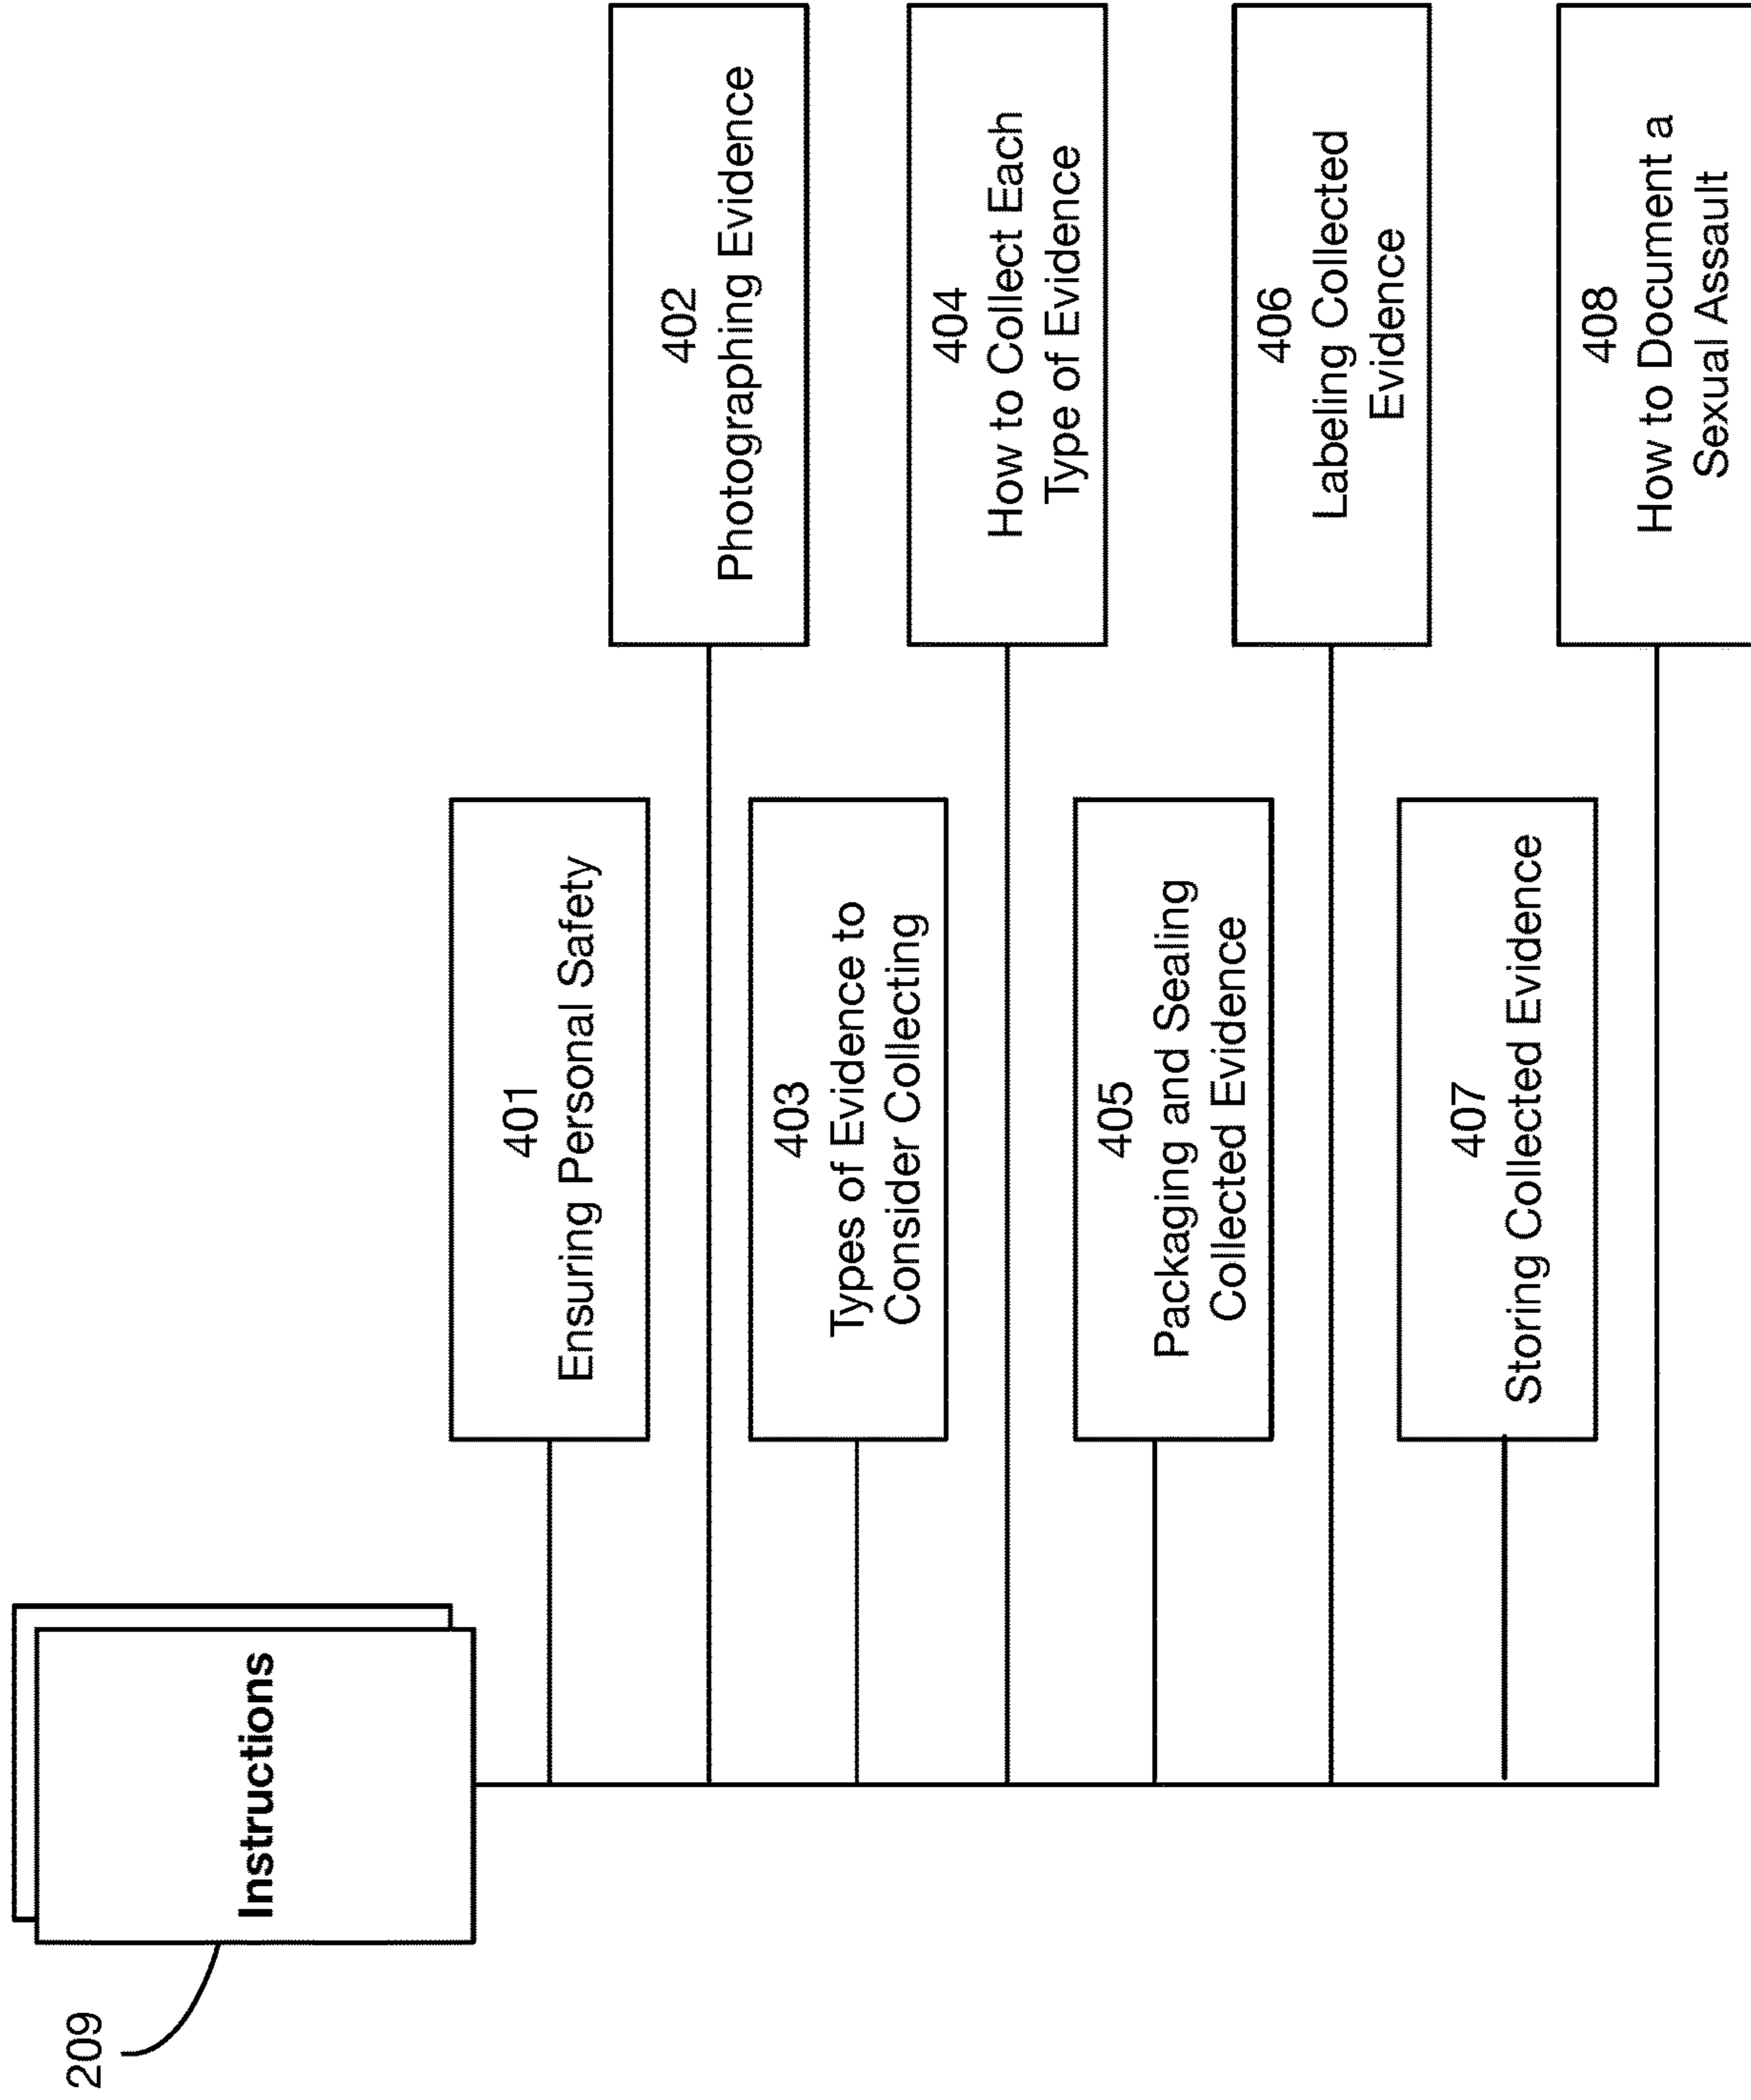 209
Instructions
401
Ensuring Personal Safety
402
Photographing Evidence
403
Types of Evidence to
Consider Collecting
404
How to Collect Each
Type of Evidence
405
Packaging and Sealing
Collected Evidence
406
Labeling Collected
Evidence
407
Storing Collected Evidence
408
How to Document a
Sexual Assault